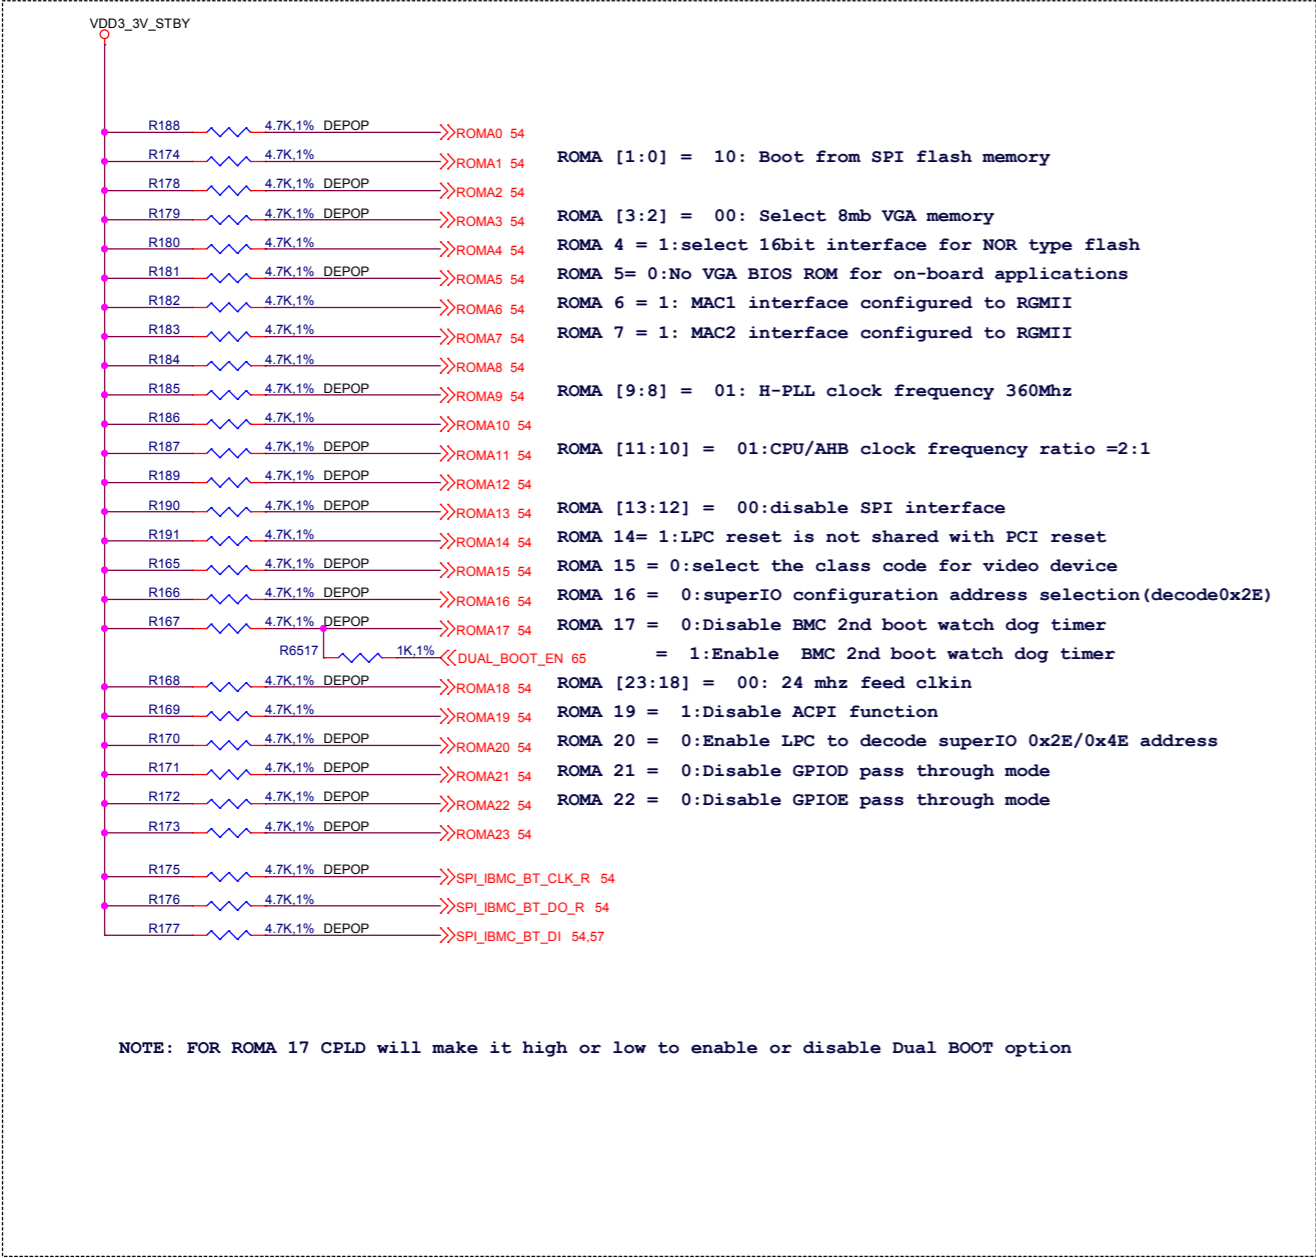 VDD3_3V_STBY
R188 4.7K,1% DEPOP ROMA0 54
R174 4.7K,1% ROMA1 54 ROMA [1:0] = 10: Boot from SPI flash memory
R178 4.7K,1% DEPOP ROMA2 54
R179 4.7K,1% DEPOP ROMA3 54 ROMA [3:2] = 00: Select 8mb VGA memory
R180 4.7K,1% ROMA4 54 ROMA 4 = 1:select 16bit interface for NOR type flash
R181 4.7K,1% DEPOP ROMA5 54 ROMA 5= 0:No VGA BIOS ROM for on-board applications
R182 4.7K,1% ROMA6 54 ROMA 6 = 1: MAC1 interface configured to RGMII
R183 4.7K,1% ROMA7 54 ROMA 7 = 1: MAC2 interface configured to RGMII
R184 4.7K,1% ROMA8 54
R185 4.7K,1% DEPOP ROMA9 54 ROMA [9:8] = 01: H-PLL clock frequency 360Mhz
R186 4.7K,1% ROMA10 54
R187 4.7K,1% DEPOP ROMA11 54 ROMA [11:10] = 01:CPU/AHB clock frequency ratio =2:1
R189 4.7K,1% DEPOP ROMA12 54
R190 4.7K,1% DEPOP ROMA13 54 ROMA [13:12] = 00:disable SPI interface
R191 4.7K,1% ROMA14 54 ROMA 14= 1:LPC reset is not shared with PCI reset
R165 4.7K,1% DEPOP ROMA15 54 ROMA 15 = 0:select the class code for video device
R166 4.7K,1% DEPOP ROMA16 54 ROMA 16 = 0:superIO configuration address selection(decode0x2E)
R167 4.7K,1% DEPOP ROMA17 54 ROMA 17 = 0:Disable BMC 2nd boot watch dog timer
R6517 1K,1% DUAL_BOOT_EN 65 = 1:Enable BMC 2nd boot watch dog timer
R168 4.7K,1% DEPOP ROMA18 54 ROMA [23:18] = 00: 24 mhz feed clkin
R169 4.7K,1% ROMA19 54 ROMA 19 = 1:Disable ACPI function
R170 4.7K,1% DEPOP ROMA20 54 ROMA 20 = 0:Enable LPC to decode superIO 0x2E/0x4E address
R171 4.7K,1% DEPOP ROMA21 54 ROMA 21 = 0:Disable GPIOD pass through mode
R172 4.7K,1% DEPOP ROMA22 54 ROMA 22 = 0:Disable GPIOE pass through mode
R173 4.7K,1% DEPOP ROMA23 54
R175 4.7K,1% DEPOP SPI_IBMC_BT_CLK_R 54
R176 4.7K,1% SPI_IBMC_BT_DO_R 54
R177 4.7K,1% DEPOP SPI_IBMC_BT_DI 54,57
NOTE: FOR ROMA 17 CPLD will make it high or low to enable or disable Dual BOOT option